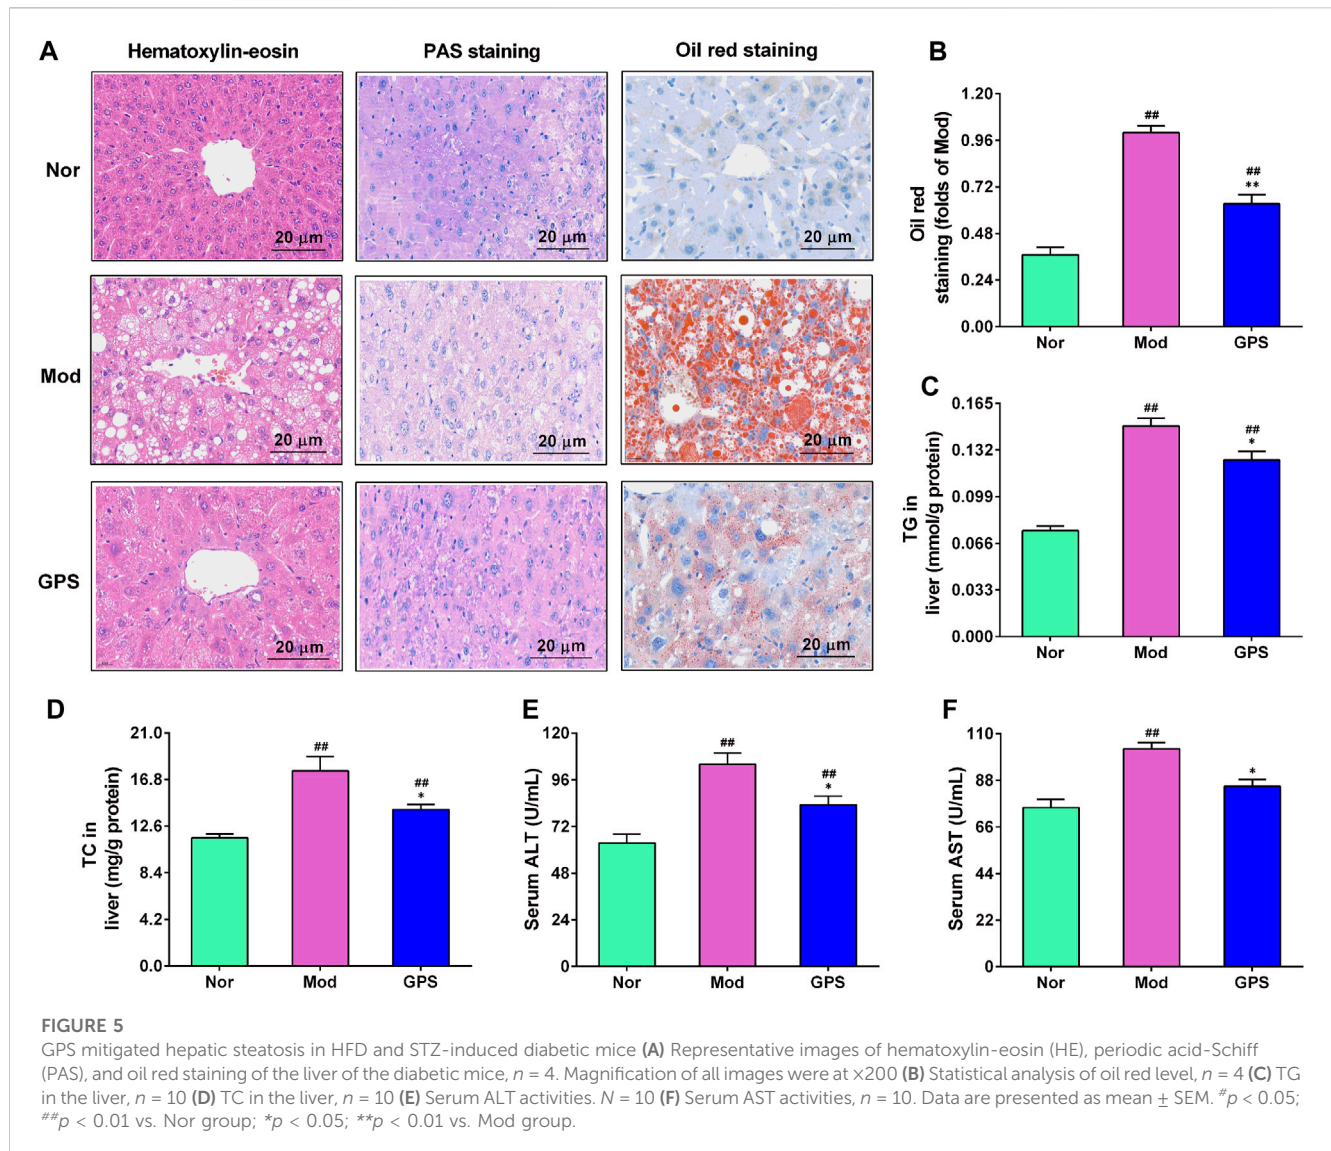 A
Hematoxylin-eosin
PAS staining
Oil red staining
Nor
20 μm
20 μm
20 μm
Mod
20 μm
20 μm
20 μm
GPS
20 μm
20 μm
20 μm
B
Oil red
staining (folds of Mod)
1.20
0.96
0.72
0.48
0.24
0.00
##
##
**
Nor
Mod
GPS
C
TG in
liver (mmol/g protein)
0.165
0.132
0.099
0.066
0.033
0.000
##
##
*
Nor
Mod
GPS
D
TC in
liver (mg/g protein)
21.0
16.8
12.6
8.4
4.2
0.0
##
##
*
Nor
Mod
GPS
E
Serum ALT (U/mL)
120
96
72
48
24
0
##
##
*
Nor
Mod
GPS
F
Serum AST (U/mL)
110
88
66
44
22
0
##
*
Nor
Mod
GPS
FIGURE 5
GPS mitigated hepatic steatosis in HFD and STZ-induced diabetic mice (A) Representative images of hematoxylin-eosin (HE), periodic acid-Schiff
(PAS), and oil red staining of the liver of the diabetic mice, n = 4. Magnification of all images were at ×200 (B) Statistical analysis of oil red level, n = 4 (C) TG
in the liver, n = 10 (D) TC in the liver, n = 10 (E) Serum ALT activities. N = 10 (F) Serum AST activities, n = 10. Data are presented as mean ± SEM. #p < 0.05;
##p < 0.01 vs. Nor group; *p < 0.05; **p < 0.01 vs. Mod group.